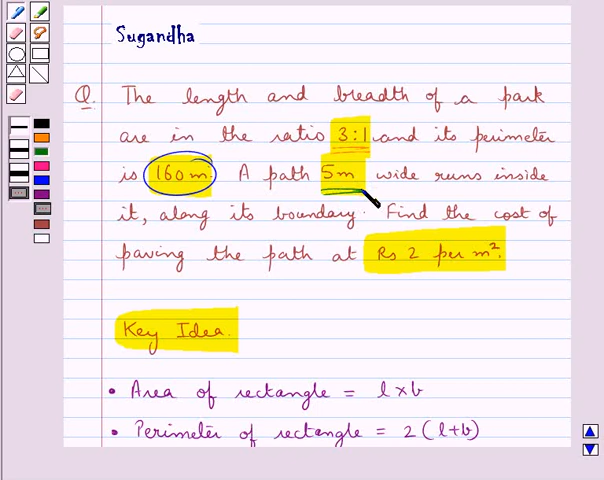 Sugandha
Q. The length and breadth of a park
are in the ratio 3:1 and its perimeter
is 160 m. A path 5m wide runs inside
it, along its boundary. Find the cost of
paving the path at Rs 2 per m².
Key Idea.
• Area of rectangle = l × b
• Perimeter of rectangle = 2 (l+b)